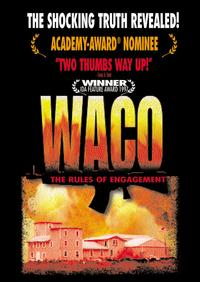 THE SHOCKING TRUTH REVEALED!
ACADEMY-AWARD® NOMINEE
"TWO THUMBS WAY UP!"
WINNER
IDA FEATURE AWARD 1997
WACO
THE RULES OF ENGAGEMENT